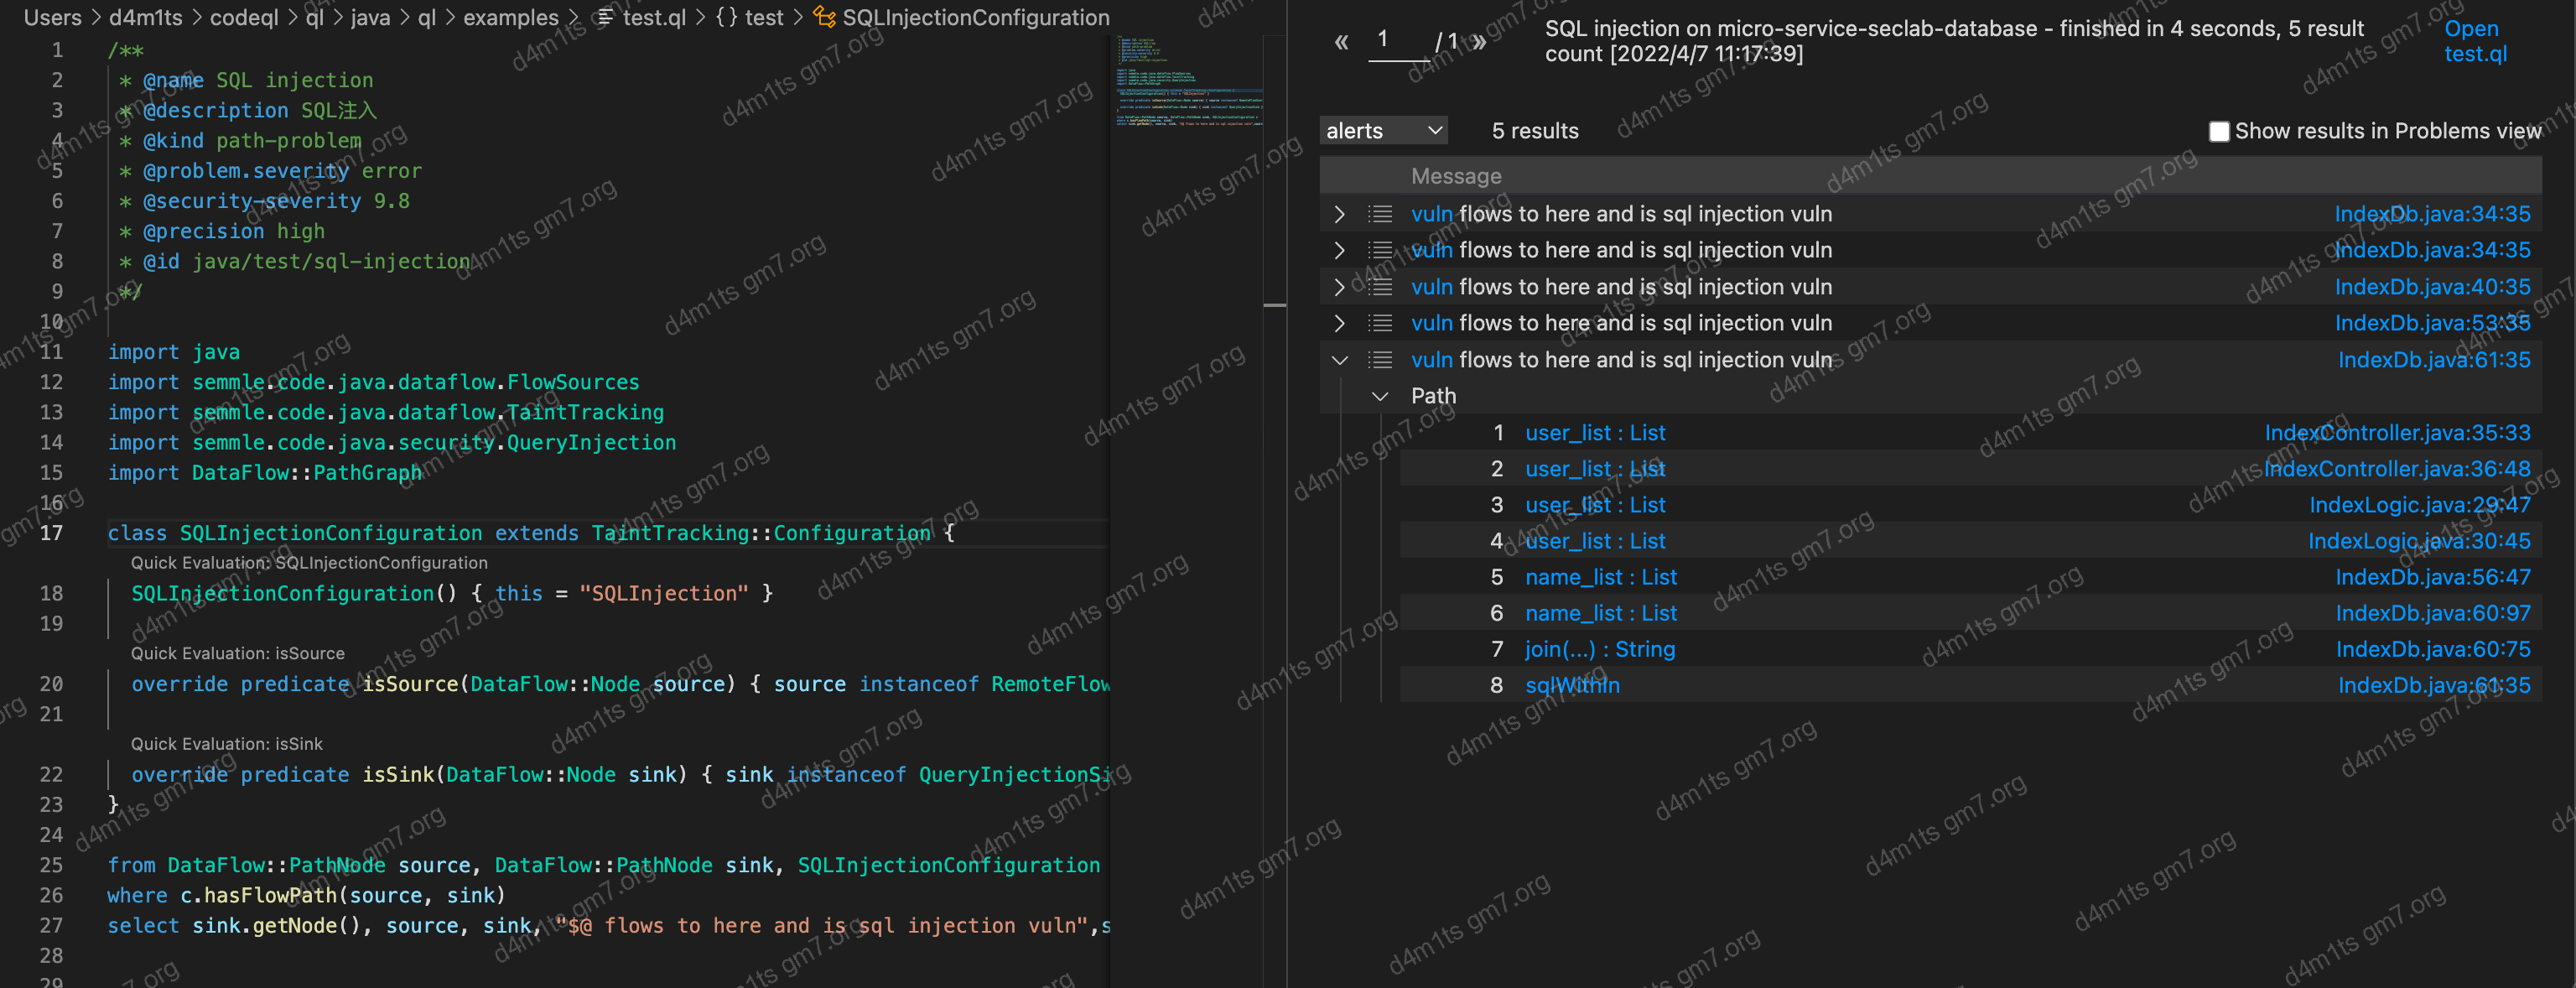 Users > d4m1ts > codeql > ql > java > ql > examples > test.ql > {} test > SQLInjectionConfiguration
1 /**
2 * @name SQL injection
3 * @description SQL注入
4 * @kind path-problem
5 * @problem.severity error
6 * @security-severity 9.8
7 * @precision high
8 * @id java/test/sql-injection
9 */
10
11 import java
12 import semmle.code.java.dataflow.FlowSources
13 import semmle.code.java.dataflow.TaintTracking
14 import semmle.code.java.security.QueryInjection
15 import DataFlow::PathGraph
16
17 class SQLInjectionConfiguration extends TaintTracking::Configuration {
Quick Evaluation: SQLInjectionConfiguration
18 SQLInjectionConfiguration() { this = "SQLInjection" }
19
Quick Evaluation: isSource
20 override predicate isSource(DataFlow::Node source) { source instanceof RemoteFlow
21
Quick Evaluation: isSink
22 override predicate isSink(DataFlow::Node sink) { sink instanceof QueryInjectionSi
23 }
24
25 from DataFlow::PathNode source, DataFlow::PathNode sink, SQLInjectionConfiguration
26 where c.hasFlowPath(source, sink)
27 select sink.getNode(), source, sink, "$@ flows to here and is sql injection vuln",s
28
29
« 1 / 1 »
SQL injection on micro-service-seclab-database - finished in 4 seconds, 5 result
count [2022/4/7 11:17:39]
Open
test.ql
alerts 5 results Show results in Problems view
Message
vuln flows to here and is sql injection vuln IndexDb.java:34:35
vuln flows to here and is sql injection vuln IndexDb.java:34:35
vuln flows to here and is sql injection vuln IndexDb.java:40:35
vuln flows to here and is sql injection vuln IndexDb.java:53:35
vuln flows to here and is sql injection vuln IndexDb.java:61:35
Path
1 user_list : List IndexController.java:35:33
2 user_list : List IndexController.java:36:48
3 user_list : List IndexLogic.java:29:47
4 user_list : List IndexLogic.java:30:45
5 name_list : List IndexDb.java:56:47
6 name_list : List IndexDb.java:60:97
7 join(...) : String IndexDb.java:60:75
8 sqlWithIn IndexDb.java:61:35
d4m1ts gm7.org